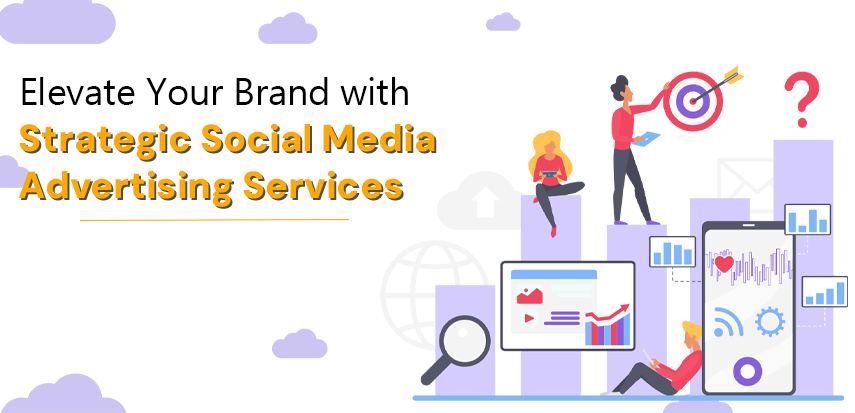 Elevate Your Brand with
Strategic Social Media
Advertising Services
?